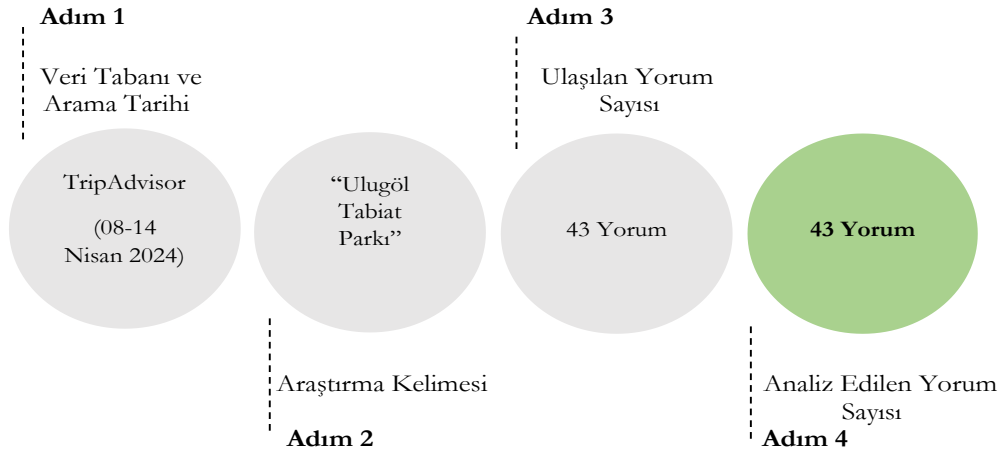 Adım 1
Veri Tabanı ve
Arama Tarihi
TripAdvisor
(08-14
Nisan 2024)
“Ulugöl
Tabiat
Parkı”
Araştırma Kelimesi
Adım 2
Adım 3
Ulaşılan Yorum
Sayısı
43 Yorum
43 Yorum
Analiz Edilen Yorum
Sayısı
Adım 4